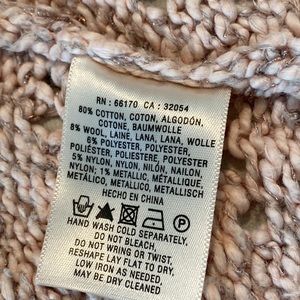 RN : 66170 CA : 32054
80% COTTON, COTON, ALGODÓN,
COTONE, BAUMWOLLE
8% WOOL, LAINE, LANA, LANA, WOLLE
6% POLYESTER, POLYESTER,
POLIÉSTER, POLIESTERE, POLYESTER
5% NYLON, NYLON, NILÓN, NAILON,
NYLON; 1% METALLIC, MÉTALLIQUE,
METÁLICO, METALLIC, METALLISCH
HECHO EN CHINA
P
HAND WASH COLD SEPARATELY,
DO NOT BLEACH,
DO NOT WRING OR TWIST,
RESHAPE LAY FLAT TO DRY,
LOW IRON AS NEEDED,
MAY BE DRY CLEANED